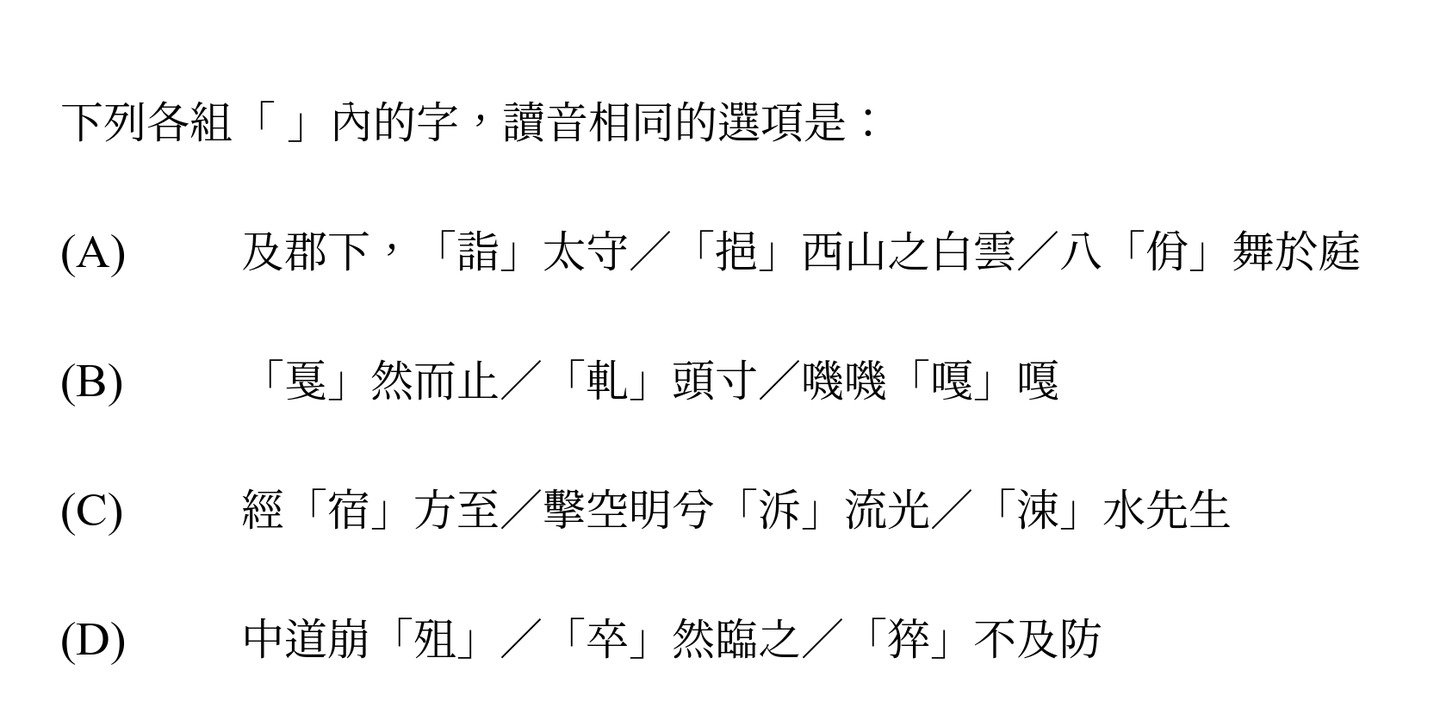 下列各組「 」內的字，讀音相同的選項是：
(A) 及郡下，「詣」太守／「挹」西山之白雲／八「佾」舞於庭
(B) 「戛」然而止／「軋」頭寸／嘰嘰「嘎」嘎
(C) 經「宿」方至／擊空明兮「泝」流光／「涑」水先生
(D) 中道崩「殂」／「卒」然臨之／「猝」不及防